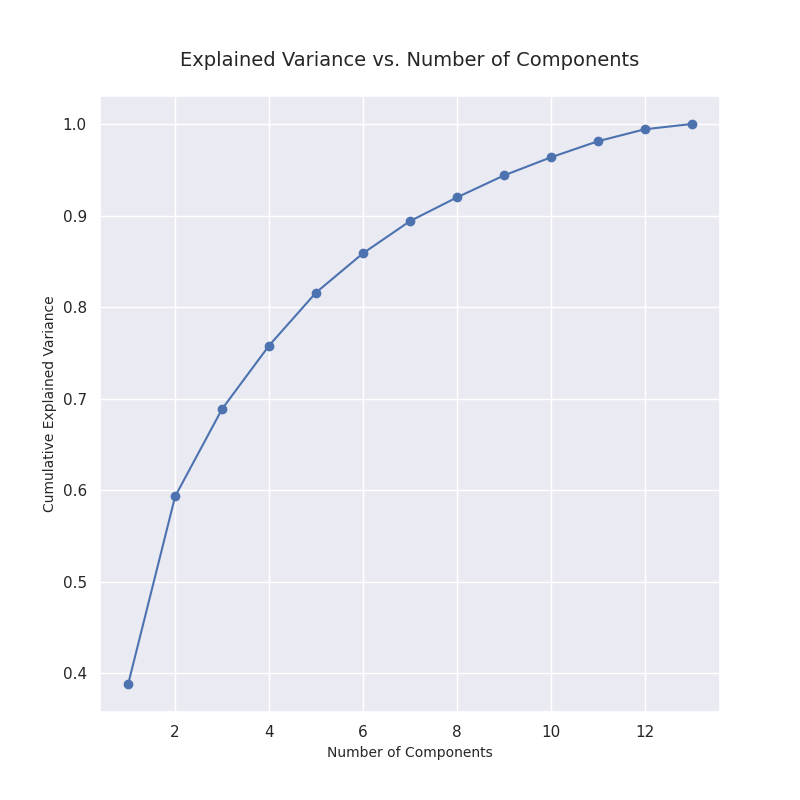 Explained Variance vs. Number of Components
1.0
0.9
0.8
0.7
0.6
0.5
0.4
Cumulative Explained Variance
2 4 6 8 10 12
Number of Components